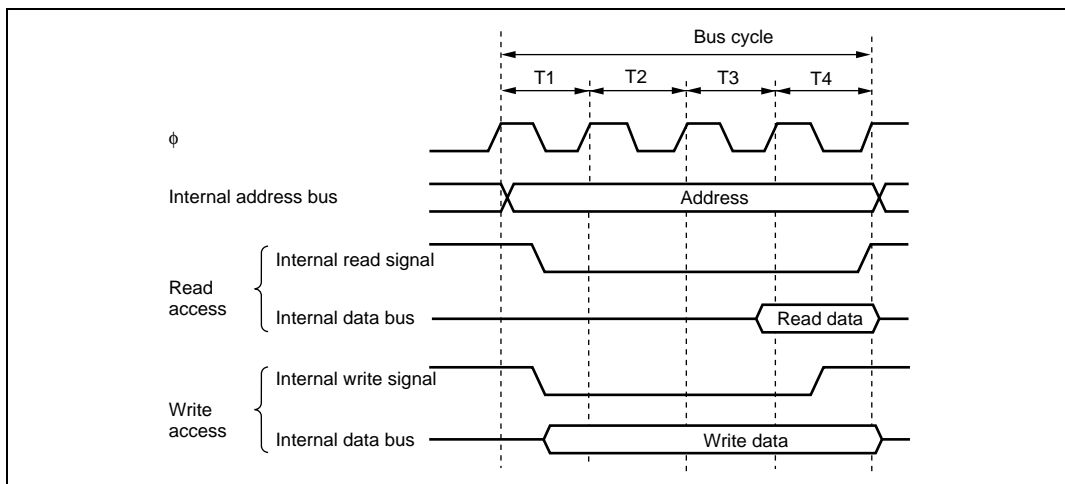 Bus cycle
T1 T2 T3 T4
ϕ
Internal address bus
Address
Read
access
Internal read signal
Internal data bus
Read data
Write
access
Internal write signal
Internal data bus
Write data